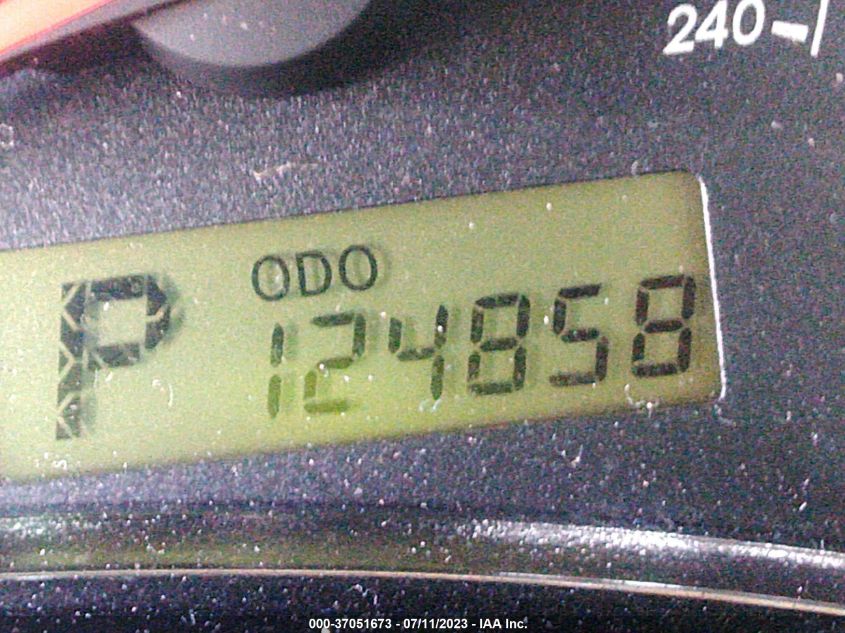 240
ODO
P 124858
000-37051673 - 07/11/2023 - IAA Inc.